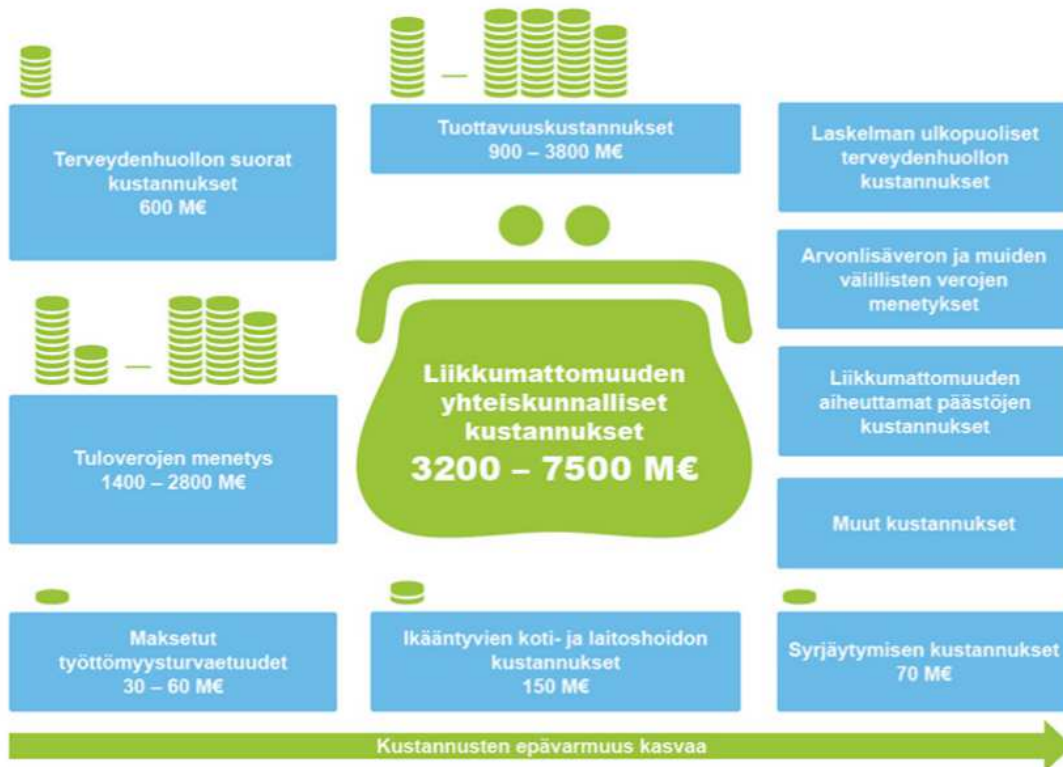 Terveydenhuollon suorat
kustannukset
600 M€
Tuottavuuskustannukset
900 – 3800 M€
Laskelman ulkopuoliset
terveydenhuollon
kustannukset
Arvonlisäveron ja muiden
välillisten verojen
menetykset
Liikkumattomuuden
yhteiskunnalliset
kustannukset
3200 – 7500 M€
Liikkumattomuuden
aiheuttamat päästöjen
kustannukset
Tuloverojen menetys
1400 – 2800 M€
Muut kustannukset
Maksetut
työttömyysturvaetuudet
30 – 60 M€
Ikääntyvien koti- ja laitoshoidon
kustannukset
150 M€
Syrjäytymisen kustannukset
70 M€
Kustannusten epävarmuus kasvaa